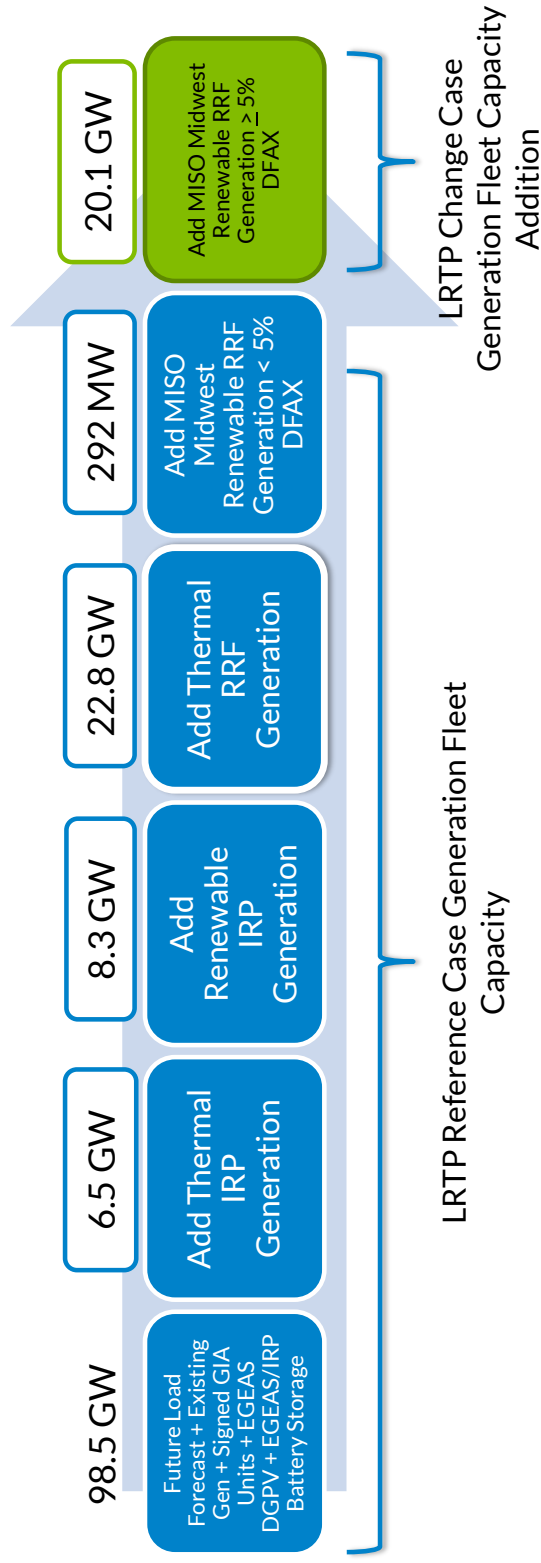 98.5 GW
Future Load
Forecast + Existing
Gen + Signed GIA
Units + EGEAS
DGPV + EGEAS/IRP
Battery Storage
6.5 GW
Add Thermal
IRP
Generation
8.3 GW
Add
Renewable
IRP
Generation
22.8 GW
Add Thermal
RRF
Generation
292 MW
Add MISO
Midwest
Renewable RRF
Generation < 5%
DFAX
20.1 GW
Add MISO Midwest
Renewable RRF
Generation ≥ 5%
DFAX
LRTP Reference Case Generation Fleet
Capacity
LRTP Change Case
Generation Fleet Capacity
Addition